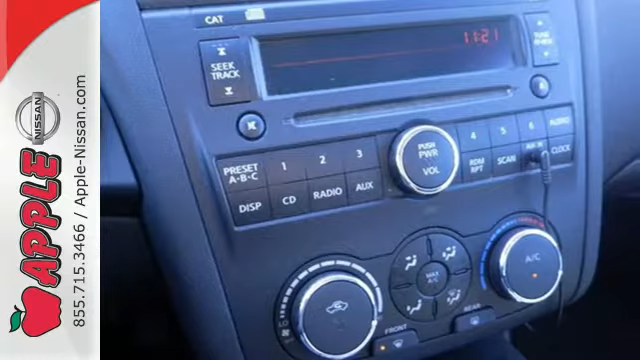 NISSAN
APPLE
855.715.3466 / Apple-Nissan.com
CAT
11:21
SEEK
TRACK
PUSH
PWR
VOL
PRESET
A·B·C
1
2
3
4
5
6
AUDIO
DISP
CD
RADIO
AUX
RDM
RPT
SCAN
CLOCK
MAX
A/C
A/C
LO
FRONT
REAR